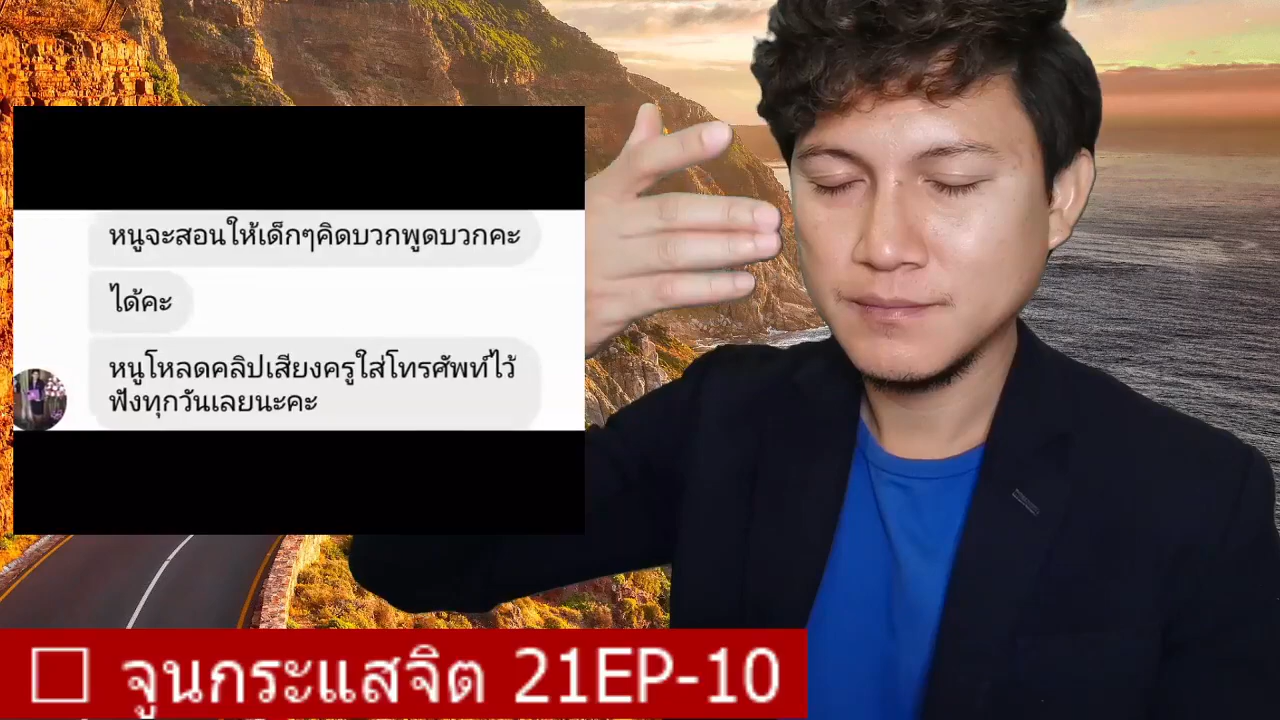 หนูจะสอนให้เด็กๆคิดบวกพูดบวกคะ
ได้คะ
หนูโหลดคลิปเสียงครูใส่โทรศัพท์ไว้
ฟังทุกวันเลยนะคะ
จูนกระแสจิต 21EP-10